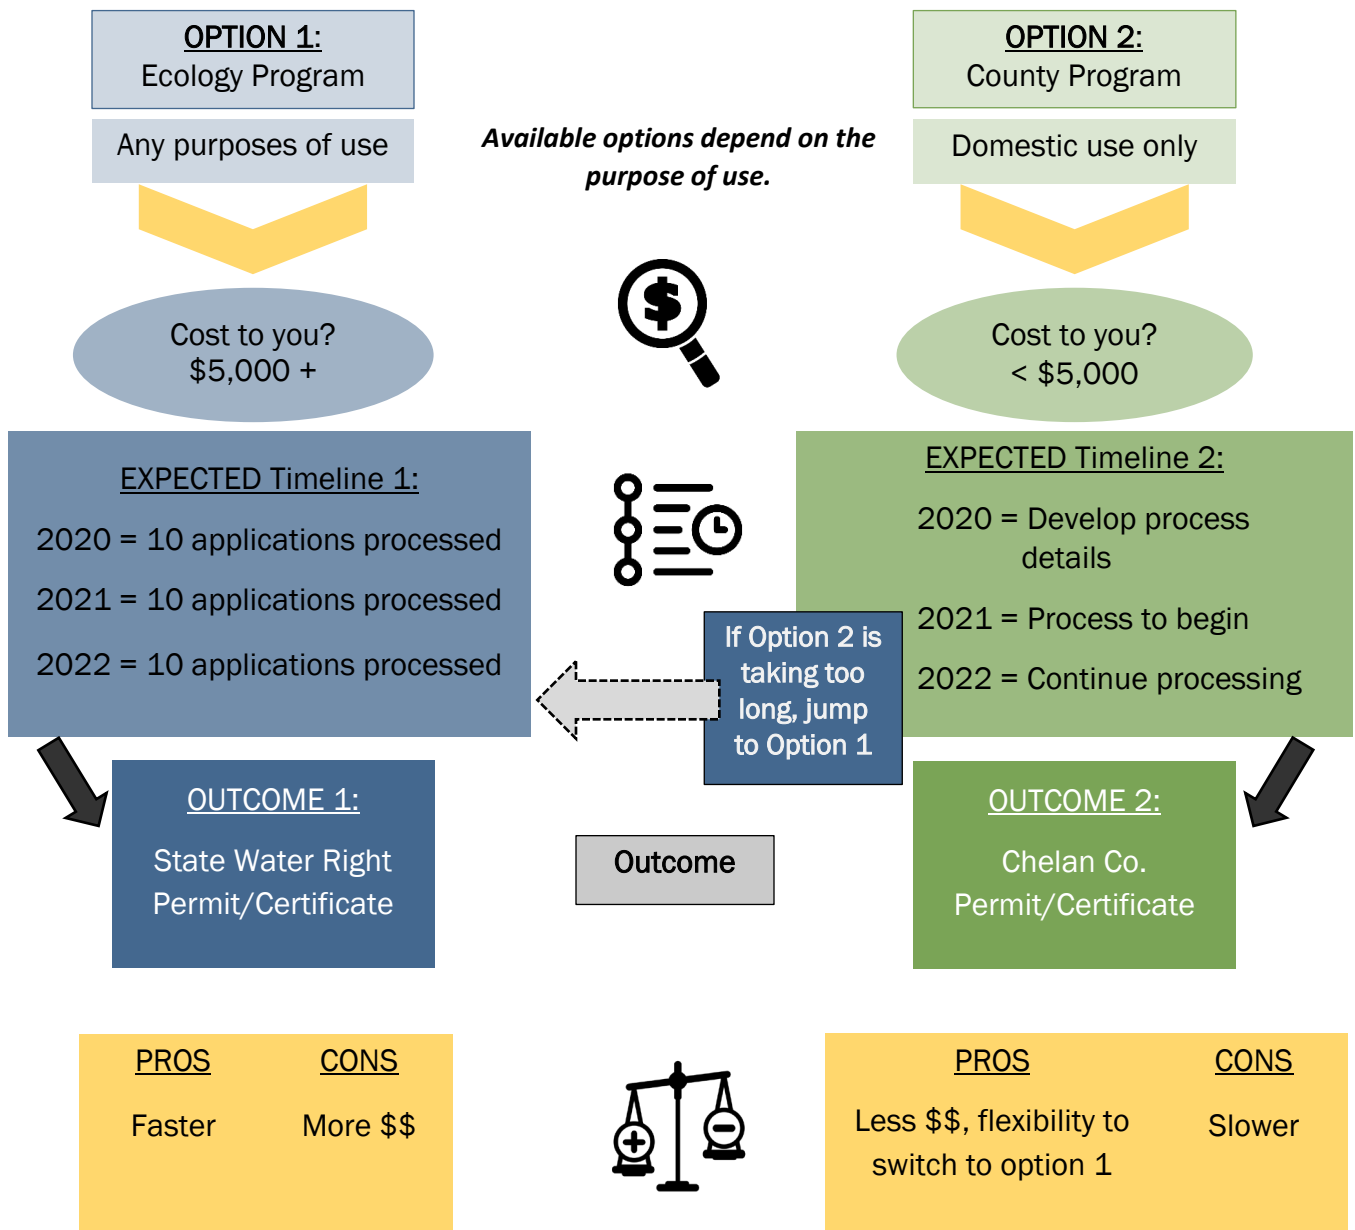 OPTION 1:
Ecology Program
Any purposes of use
Cost to you?
$5,000 +
EXPECTED Timeline 1:
2020 = 10 applications processed
2021 = 10 applications processed
2022 = 10 applications processed
OUTCOME 1:
State Water Right
Permit/Certificate
PROS
Faster
CONS
More $$
Available options depend on the
purpose of use.
$
If Option 2 is
taking too
long, jump
to Option 1
Outcome
OPTION 2:
County Program
Domestic use only
Cost to you?
< $5,000
EXPECTED Timeline 2:
2020 = Develop process
details
2021 = Process to begin
2022 = Continue processing
OUTCOME 2:
Chelan Co.
Permit/Certificate
PROS
Less $$, flexibility to
switch to option 1
CONS
Slower